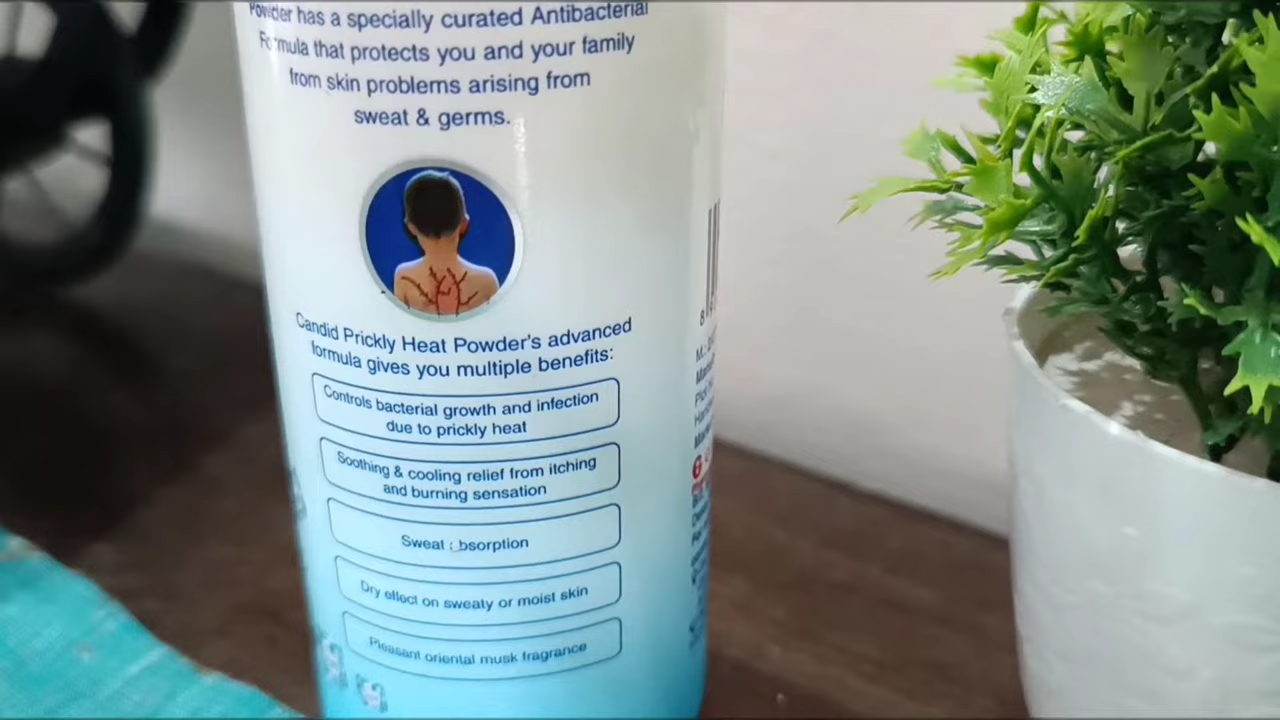 Powder has a specially curated Antibacterial
Formula that protects you and your family
from skin problems arising from
sweat & germs.
Candid Prickly Heat Powder's advanced
formula gives you multiple benefits:
Controls bacterial growth and infection
due to prickly heat
Soothing & cooling relief from itching
and burning sensation
Sweat absorption
Dry effect on sweaty or moist skin
Pleasant oriental musk fragrance
8